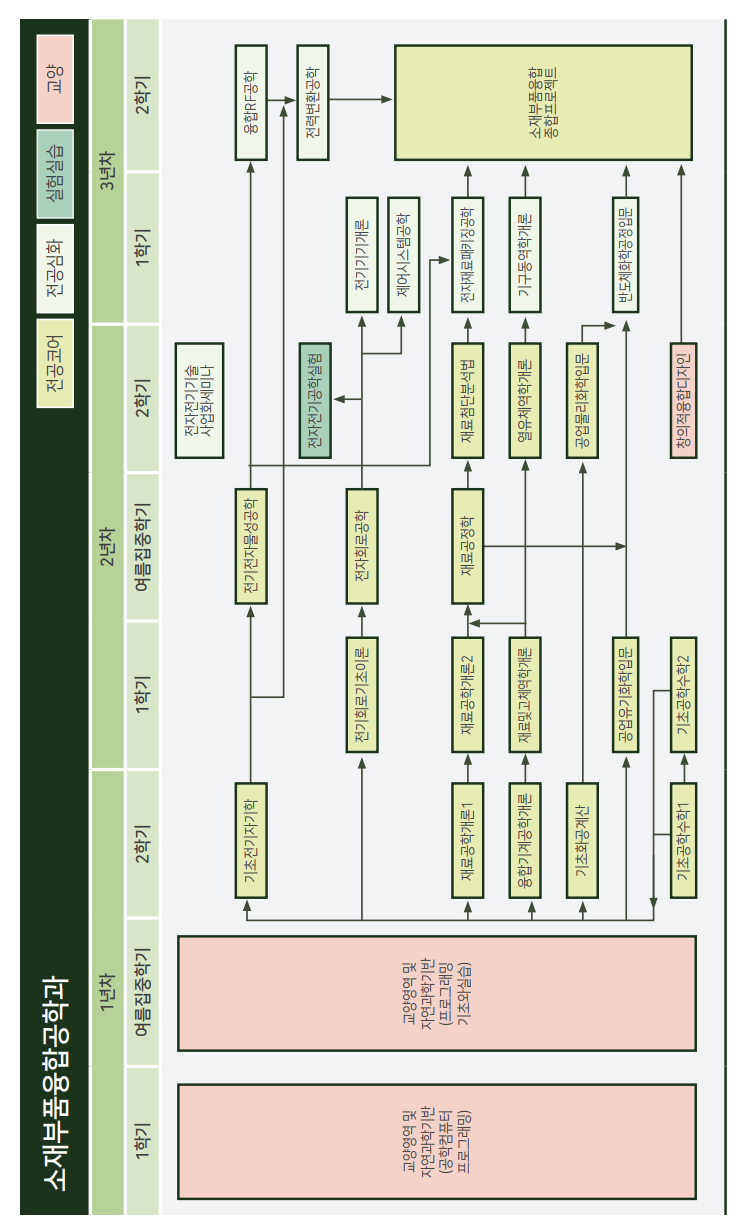 소재부품융합공학과
전공코어
전공심화
실험실습
교양
1년차
2년차
3년차
1학기
여름집중학기
2학기
1학기
여름집중학기
2학기
1학기
2학기
교양영역 및
자연과학기반
(공학컴퓨터
프로그래밍)
교양영역 및
자연과학기반
(프로그래밍
기초와실습)
기초전기자기학
재료공학개론1
융합기계공학개론
기초화공계산
기초공학수학1
전기회로기초이론
재료공학개론2
재료및고체역학개론
공업유기화학입문
기초공학수학2
전기전자물성공학
전자회로공학
재료공정학
전자전기기술
사업화세미나
전자전기공학실험
재료첨단분석법
열유체역학개론
공업물리화학입문
창의적융합디자인
전기기기개론
제어시스템공학
전자재료패키징공학
기구동역학개론
반도체화학공정입문
융합RF공학
전력변환공학
소재부품융합
종합프로젝트